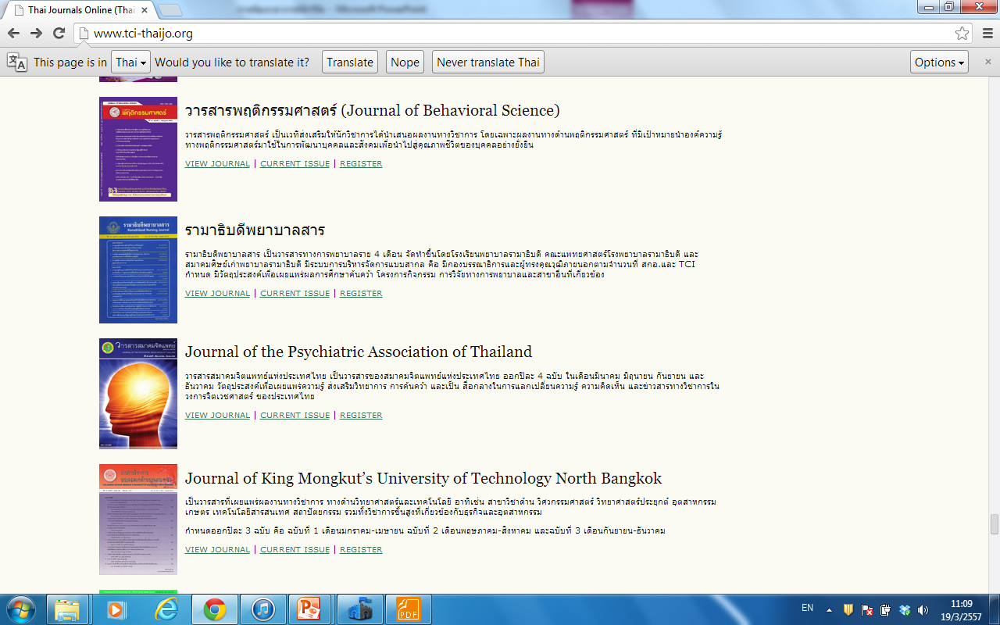 Thai Journals Online (Thai
www.tci-thaijo.org
This page is in Thai Would you like to translate it? Translate Nope Never translate Thai Options
วารสารพฤติกรรมศาสตร์ (Journal of Behavioral Science)
วารสารพฤติกรรมศาสตร์ เป็นเวทีส่งเสริมให้นักวิชาการได้นำเสนอผลงานทางวิชาการ โดยเฉพาะผลงานทางด้านพฤติกรรมศาสตร์ ที่มีเป้าหมายนำองค์ความรู้
ทางพฤติกรรมศาสตร์มาใช้ในการพัฒนาบุคคลและสังคมเพื่อนำไปสู่คุณภาพชีวิตของบุคคลอย่างยั่งยืน
VIEW JOURNAL | CURRENT ISSUE | REGISTER
พฤติกรรมศาสตร์
รามาธิบดีพยาบาลสาร
รามาธิบดีพยาบาลสาร
Ramathibodi Nursing Journal
รามาธิบดีพยาบาลสาร เป็นวารสารทางการพยาบาลราย 4 เดือน จัดทำขึ้นโดยโรงเรียนพยาบาลรามาธิบดี คณะแพทยศาสตร์โรงพยาบาลรามาธิบดี และ
สมาคมศิษย์เก่าพยาบาลรามาธิบดี มีระบบการบริหารจัดการแบบสากล คือ มีกองบรรณาธิการและผู้ทรงคุณวุฒิภายนอกตามจำนวนที่ สกอ.และ TCI
กำหนด มีวัตถุประสงค์เพื่อเผยแพร่ผลการศึกษาค้นคว้า โครงการกิจกรรม การวิจัยทางการพยาบาลและสาขาอื่นที่เกี่ยวข้อง
VIEW JOURNAL | CURRENT ISSUE | REGISTER
วารสารสมาคมจิตแพทย์
Journal of the Psychiatric Association of Thailand
วารสารสมาคมจิตแพทย์แห่งประเทศไทย เป็นวารสารของสมาคมจิตแพทย์แห่งประเทศไทย ออกปีละ 4 ฉบับ ในเดือนมีนาคม มิถุนายน กันยายน และ
ธันวาคม วัตถุประสงค์เพื่อเผยแพร่ความรู้ ส่งเสริมวิทยาการ การค้นคว้า และเป็น สื่อกลางในการแลกเปลี่ยนความรู้ ความคิดเห็น และข่าวสารทางวิชาการใน
วงการจิตเวชศาสตร์ ของประเทศไทย
VIEW JOURNAL | CURRENT ISSUE | REGISTER
Journal of King Mongkut’s University of Technology North Bangkok
เป็นวารสารที่เผยแพร่ผลงานทางวิชาการ ทางด้านวิทยาศาสตร์และเทคโนโลยี อาทิเช่น สาขาวิชาด้าน วิศวกรรมศาสตร์ วิทยาศาสตร์ประยุกต์ อุตสาหกรรม
เกษตร เทคโนโลยีสารสนเทศ สถาปัตยกรรม รวมทั้งวิชาการชั้นสูงที่เกี่ยวข้องกับธุรกิจและอุตสาหกรรม
กำหนดออกปีละ 3 ฉบับ คือ ฉบับที่ 1 เดือนมกราคม-เมษายน ฉบับที่ 2 เดือนพฤษภาคม-สิงหาคม และฉบับที่ 3 เดือนกันยายน-ธันวาคม
VIEW JOURNAL | CURRENT ISSUE | REGISTER
PDF
EN
11:09
19/3/2557